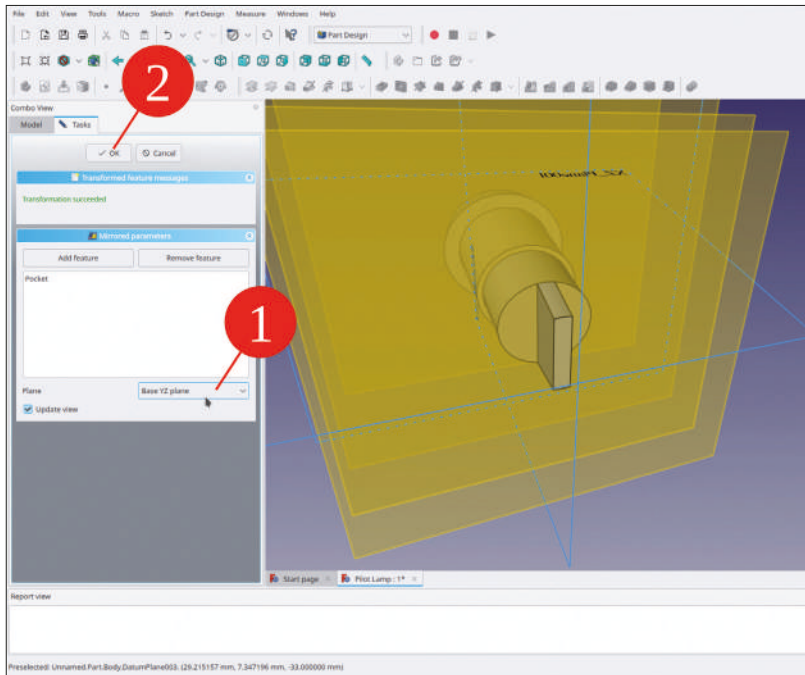 File Edit View Tools Macro Sketch Part Design Measure Windows Help
Part Design
2
Combo View
Model Tasks
OK Cancel
Transformed feature messages
Transformation succeeded
Mirrored parameters
Add feature Remove feature
Pocket
1
Plane Base YZ plane
Update view
Start page Pilot Lamp : 1*
Report view
Preselected: Unnamed.Part.Body.DatumPlane003. (26.215157 mm, 7.347196 mm, -33.000000 mm)